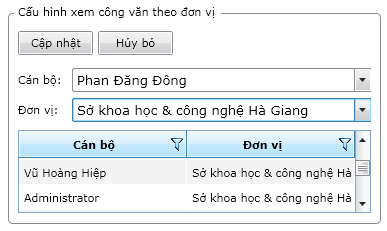 Cấu hình xem công văn theo đơn vị
Cập nhật Hủy bỏ
Cán bộ: Phan Đăng Đông
Đơn vị: Sở khoa học & công nghệ Hà Giang
Cán bộ Đơn vị
Vũ Hoàng Hiệp Sở khoa học & công nghệ Hà
Administrator Sở khoa học & công nghệ Hà